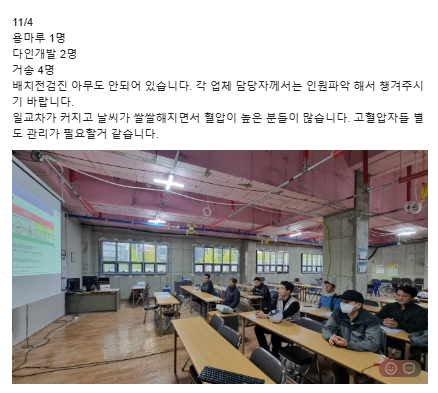 11/4
용마루 1명
다인개발 2명
거송 4명
배치전검진 아무도 안되어 있습니다. 각 업체 담당자께서는 인원파악 해서 챙겨주시
기 바랍니다.
일교차가 커지고 날씨가 쌀쌀해지면서 혈압이 높은 분들이 많습니다. 고혈압자들 별
도 관리가 필요할거 같습니다.